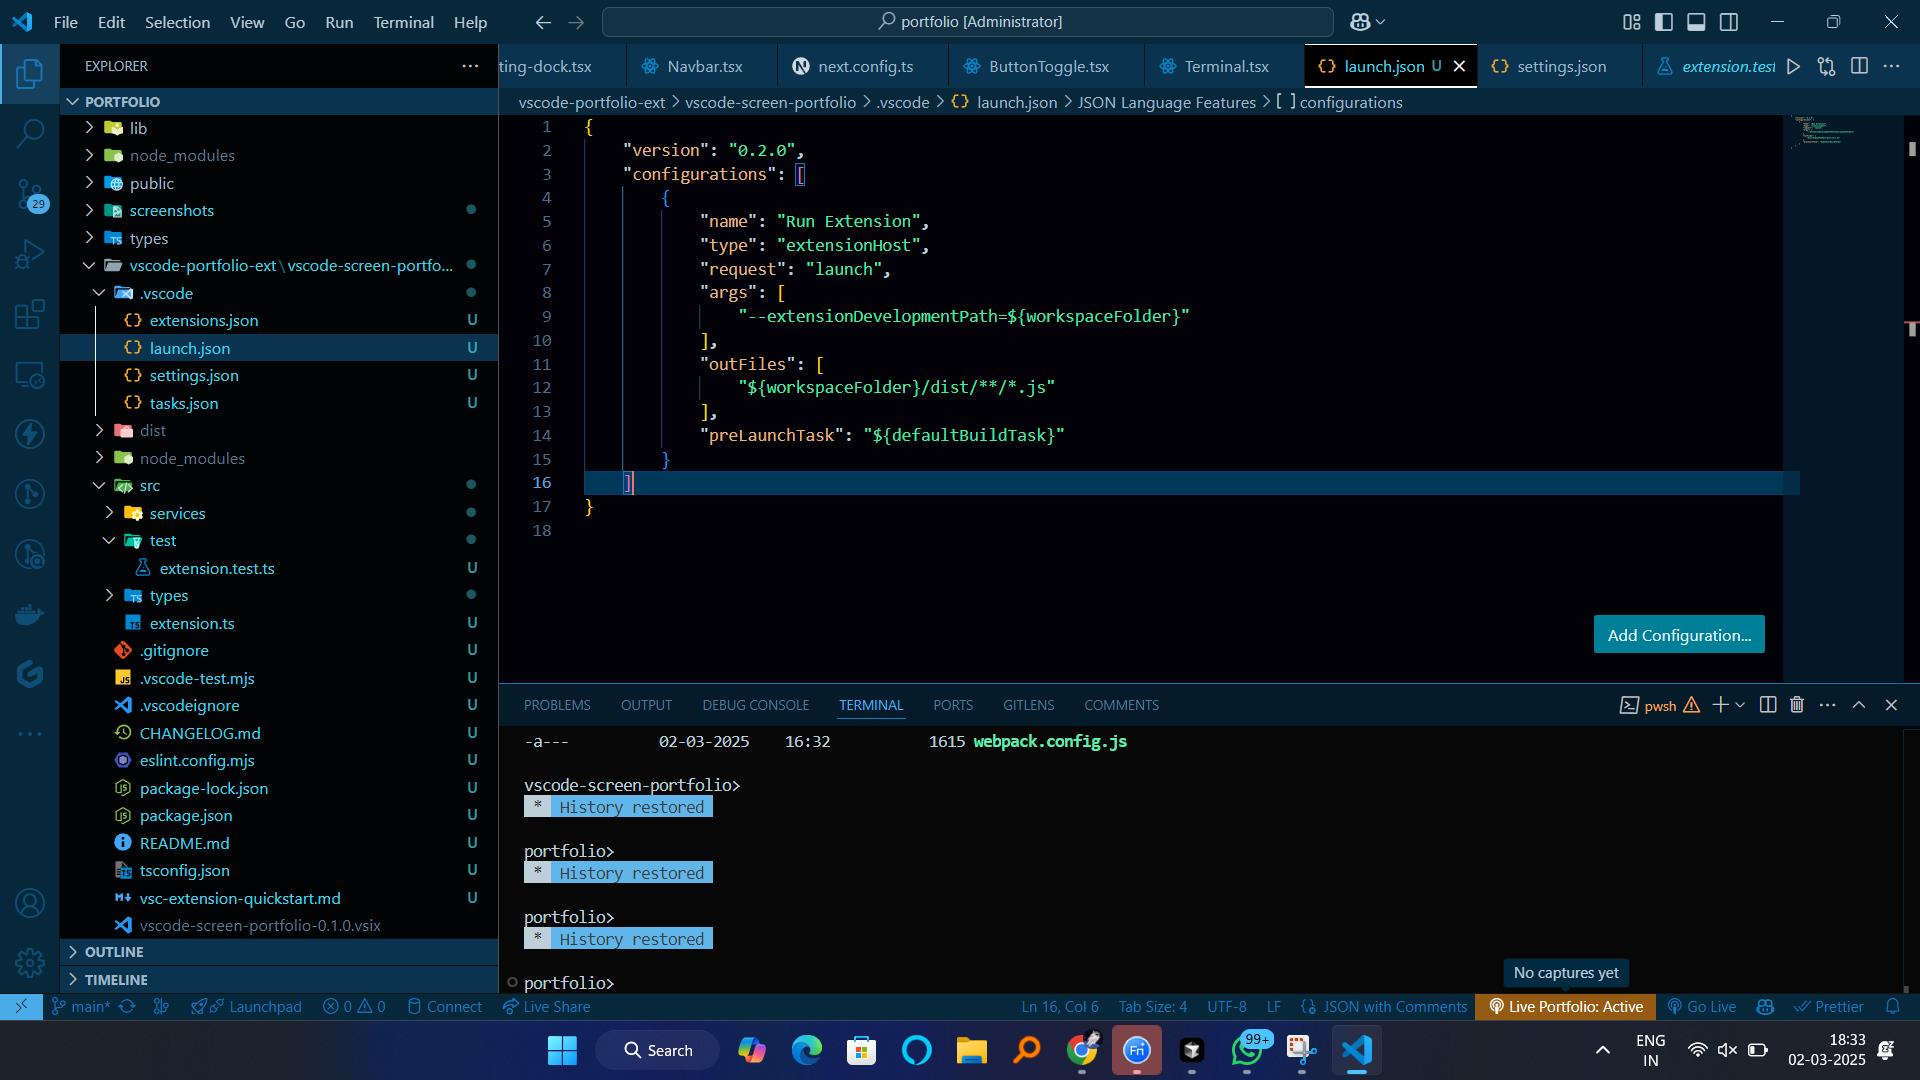 File Edit Selection View Go Run Terminal Help
portfolio [Administrator]
EXPLORER
PORTFOLIO
lib
node_modules
public
screenshots
types
vscode-portfolio-ext\vscode-screen-portfo...
.vscode
extensions.json U
launch.json U
settings.json U
tasks.json U
dist
node_modules
src
services
test
extension.test.ts U
types
extension.ts U
.gitignore U
.vscode-test.mjs U
.vscodeignore U
CHANGELOG.md U
eslint.config.mjs U
package-lock.json U
package.json U
README.md U
tsconfig.json U
vsc-extension-quickstart.md U
vscode-screen-portfolio-0.1.0.vsix
OUTLINE
TIMELINE
29
ting-dock.tsx Navbar.tsx next.config.ts ButtonToggle.tsx Terminal.tsx launch.json U settings.json extension.test
vscode-portfolio-ext > vscode-screen-portfolio > .vscode > {} launch.json > JSON Language Features > [ ] configurations
1 {
2 "version": "0.2.0",
3 "configurations": [
4 {
5 "name": "Run Extension",
6 "type": "extensionHost",
7 "request": "launch",
8 "args": [
9 "--extensionDevelopmentPath=${workspaceFolder}"
10 ],
11 "outFiles": [
12 "${workspaceFolder}/dist/**/*.js"
13 ],
14 "preLaunchTask": "${defaultBuildTask}"
15 }
16 ]
17 }
18
Add Configuration...
PROBLEMS OUTPUT DEBUG CONSOLE TERMINAL PORTS GITLENS COMMENTS
pwsh
-a--- 02-03-2025 16:32 1615 webpack.config.js
vscode-screen-portfolio>
* History restored
portfolio>
* History restored
portfolio>
* History restored
portfolio>
No captures yet
main* Launchpad 0 0 Connect Live Share
Ln 16, Col 6 Tab Size: 4 UTF-8 LF {} JSON with Comments Live Portfolio: Active Go Live Prettier
Search
99+
ENG
IN
18:33
02-03-2025